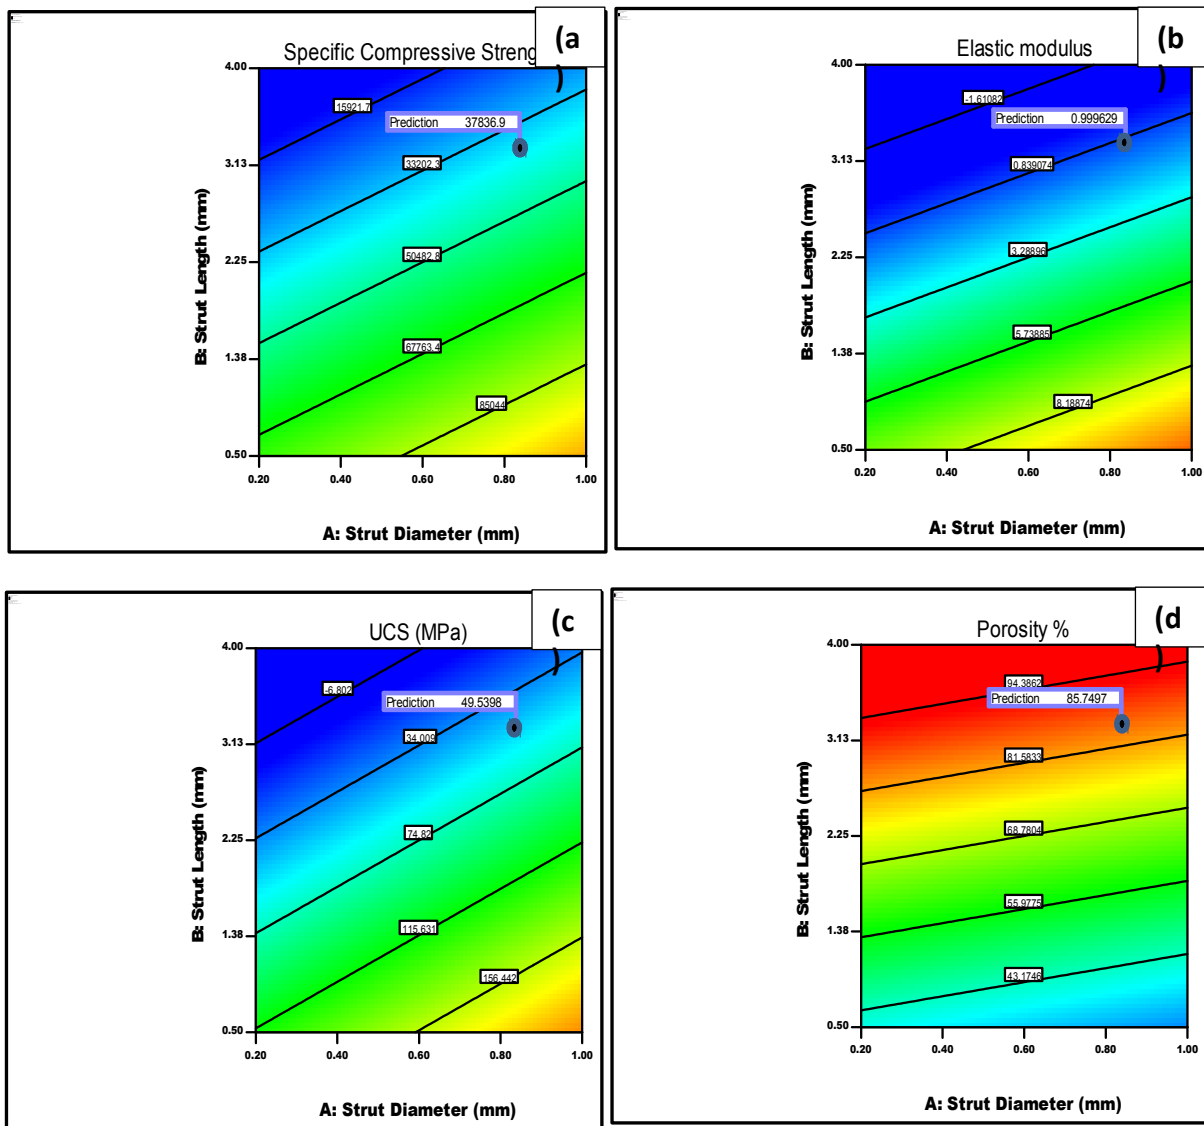 (a
)
Specific Compressive Streng
4.00
15921.7
Prediction 37836.9
3.13
33202.3
2.25
50482.8
1.38
67763.4
85044
0.50
0.20 0.40 0.60 0.80 1.00
B: Strut Length (mm)
A: Strut Diameter (mm)
(b
)
Elastic modulus
4.00
-1.61082
Prediction 0.999629
3.13
0.839074
2.25
3.28896
1.38
5.73885
8.18874
0.50
0.20 0.40 0.60 0.80 1.00
B: Strut Length (mm)
A: Strut Diameter (mm)
(c
)
UCS (MPa)
4.00
-6.802
Prediction 49.5398
3.13
34.009
2.25
74.82
1.38
115.631
156.442
0.50
0.20 0.40 0.60 0.80 1.00
B: Strut Length (mm)
A: Strut Diameter (mm)
(d
)
Porosity %
4.00
94.3862
Prediction 85.7497
3.13
81.5833
2.25
68.7804
1.38
55.9775
43.1746
0.50
0.20 0.40 0.60 0.80 1.00
B: Strut Length (mm)
A: Strut Diameter (mm)